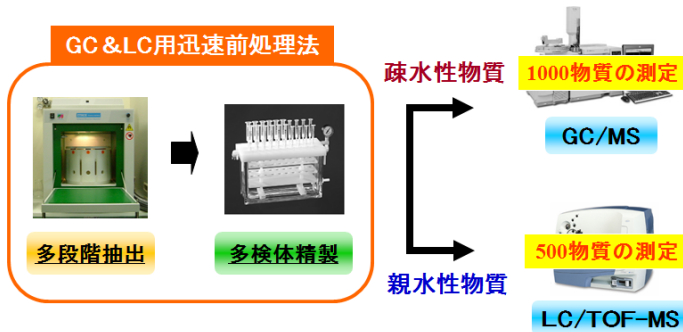 GC&LC用迅速前処理法
多段階抽出
多検体精製
疎水性物質
1000物質の測定
GC/MS
500物質の測定
親水性物質
LC/TOF-MS